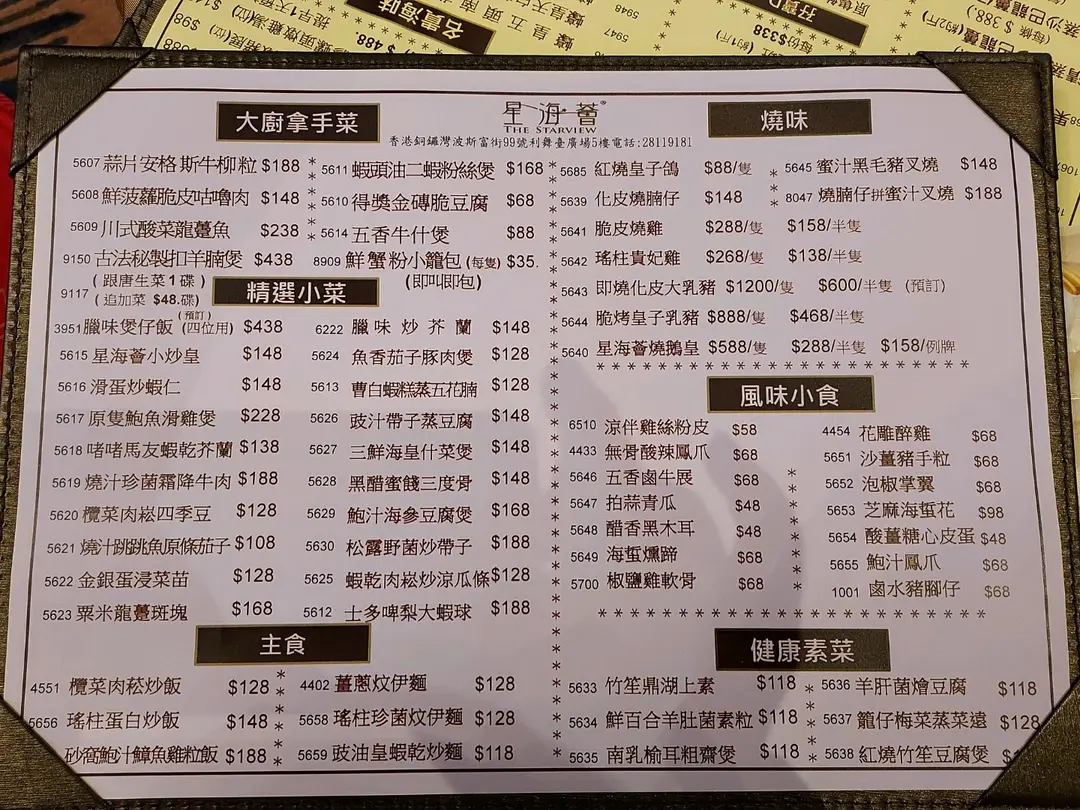 星海薈
THE STARVIEW
香港銅鑼灣波斯富街99號利舞臺廣場5樓電話:28119181
大廚拿手菜
5607 蒜片安格斯牛柳粒 $188
5608 鮮菠蘿脆皮咕嚕肉 $148
5609 川式酸菜龍躉魚 $238
9150 古法秘製扣羊腩煲 $438
9117 (跟唐生菜1碟)
(追加菜 $48.碟)
5611 蝦頭油二蝦粉絲煲 $168
5610 得獎金磚脆豆腐 $68
5614 五香牛什煲 $88
8909 鮮蟹粉小籠包(每隻) $35.
(即叫即包)
精選小菜
3951 臘味煲仔飯(預訂)(四位用) $438
5615 星海薈小炒皇 $148
5616 滑蛋炒蝦仁 $148
5617 原隻鮑魚滑雞煲 $228
5618 啫啫馬友蝦乾芥蘭 $138
5619 燒汁珍菌霜降牛肉 $188
5620 欖菜肉崧四季豆 $128
5621 燒汁跳跳魚原條茄子 $108
5622 金銀蛋浸菜苗 $128
5623 粟米龍躉斑塊 $168
6222 臘味炒芥蘭 $148
5624 魚香茄子豚肉煲 $128
5613 曹白蝦糕蒸五花腩 $128
5626 豉汁帶子蒸豆腐 $148
5627 三鮮海皇什菜煲 $148
5628 黑醋蜜餞三度骨 $148
5629 鮑汁海參豆腐煲 $168
5630 松露野菌炒帶子 $188
5625 蝦乾肉崧炒涼瓜條 $128
5612 士多啤梨大蝦球 $188
主食
4551 欖菜肉菘炒飯 $128
5656 瑤柱蛋白炒飯 $148
砂窩鮑汁鱆魚雞粒飯 $188
4402 薑蔥炆伊麵 $128
5658 瑤柱珍菌炆伊麵 $128
5659 豉油皇蝦乾炒麵 $118
燒味
5685 紅燒皇子鴿 $88/隻
5639 化皮燒腩仔 $148
5641 脆皮燒雞 $288/隻 $158/半隻
5642 瑤柱貴妃雞 $268/隻 $138/半隻
5643 即燒化皮大乳豬 $1200/隻 $600/半隻 (預訂)
5644 脆烤皇子乳豬 $888/隻 $468/半隻
5640 星海薈燒鵝皇 $588/隻 $288/半隻 $158/例牌
5645 蜜汁黑毛豬叉燒 $148
8047 燒腩仔拼蜜汁叉燒 $188
風味小食
6510 涼伴雞絲粉皮 $58
4433 無骨酸辣鳳爪 $68
5646 五香鹵牛展 $68
5647 拍蒜青瓜 $48
5648 醋香黑木耳 $48
5649 海蜇燻蹄 $68
5700 椒鹽雞軟骨 $68
4454 花雕醉雞 $68
5651 沙薑豬手粒 $68
5652 泡椒掌翼 $68
5653 芝麻海蜇花 $98
5654 酸薑糖心皮蛋 $48
5655 鮑汁鳳爪 $68
1001 鹵水豬腳仔 $68
健康素菜
5633 竹笙鼎湖上素 $118
5634 鮮百合羊肚菌素粒 $118
5635 南乳榆耳粗齋煲 $118
5636 羊肝菌燴豆腐 $118
5637 籠仔梅菜蒸菜遠 $128
5638 紅燒竹笙豆腐煲
名貴海味
$488.
5948
5947
每份$338
(約1斤)
$388
(約2斤)
$98